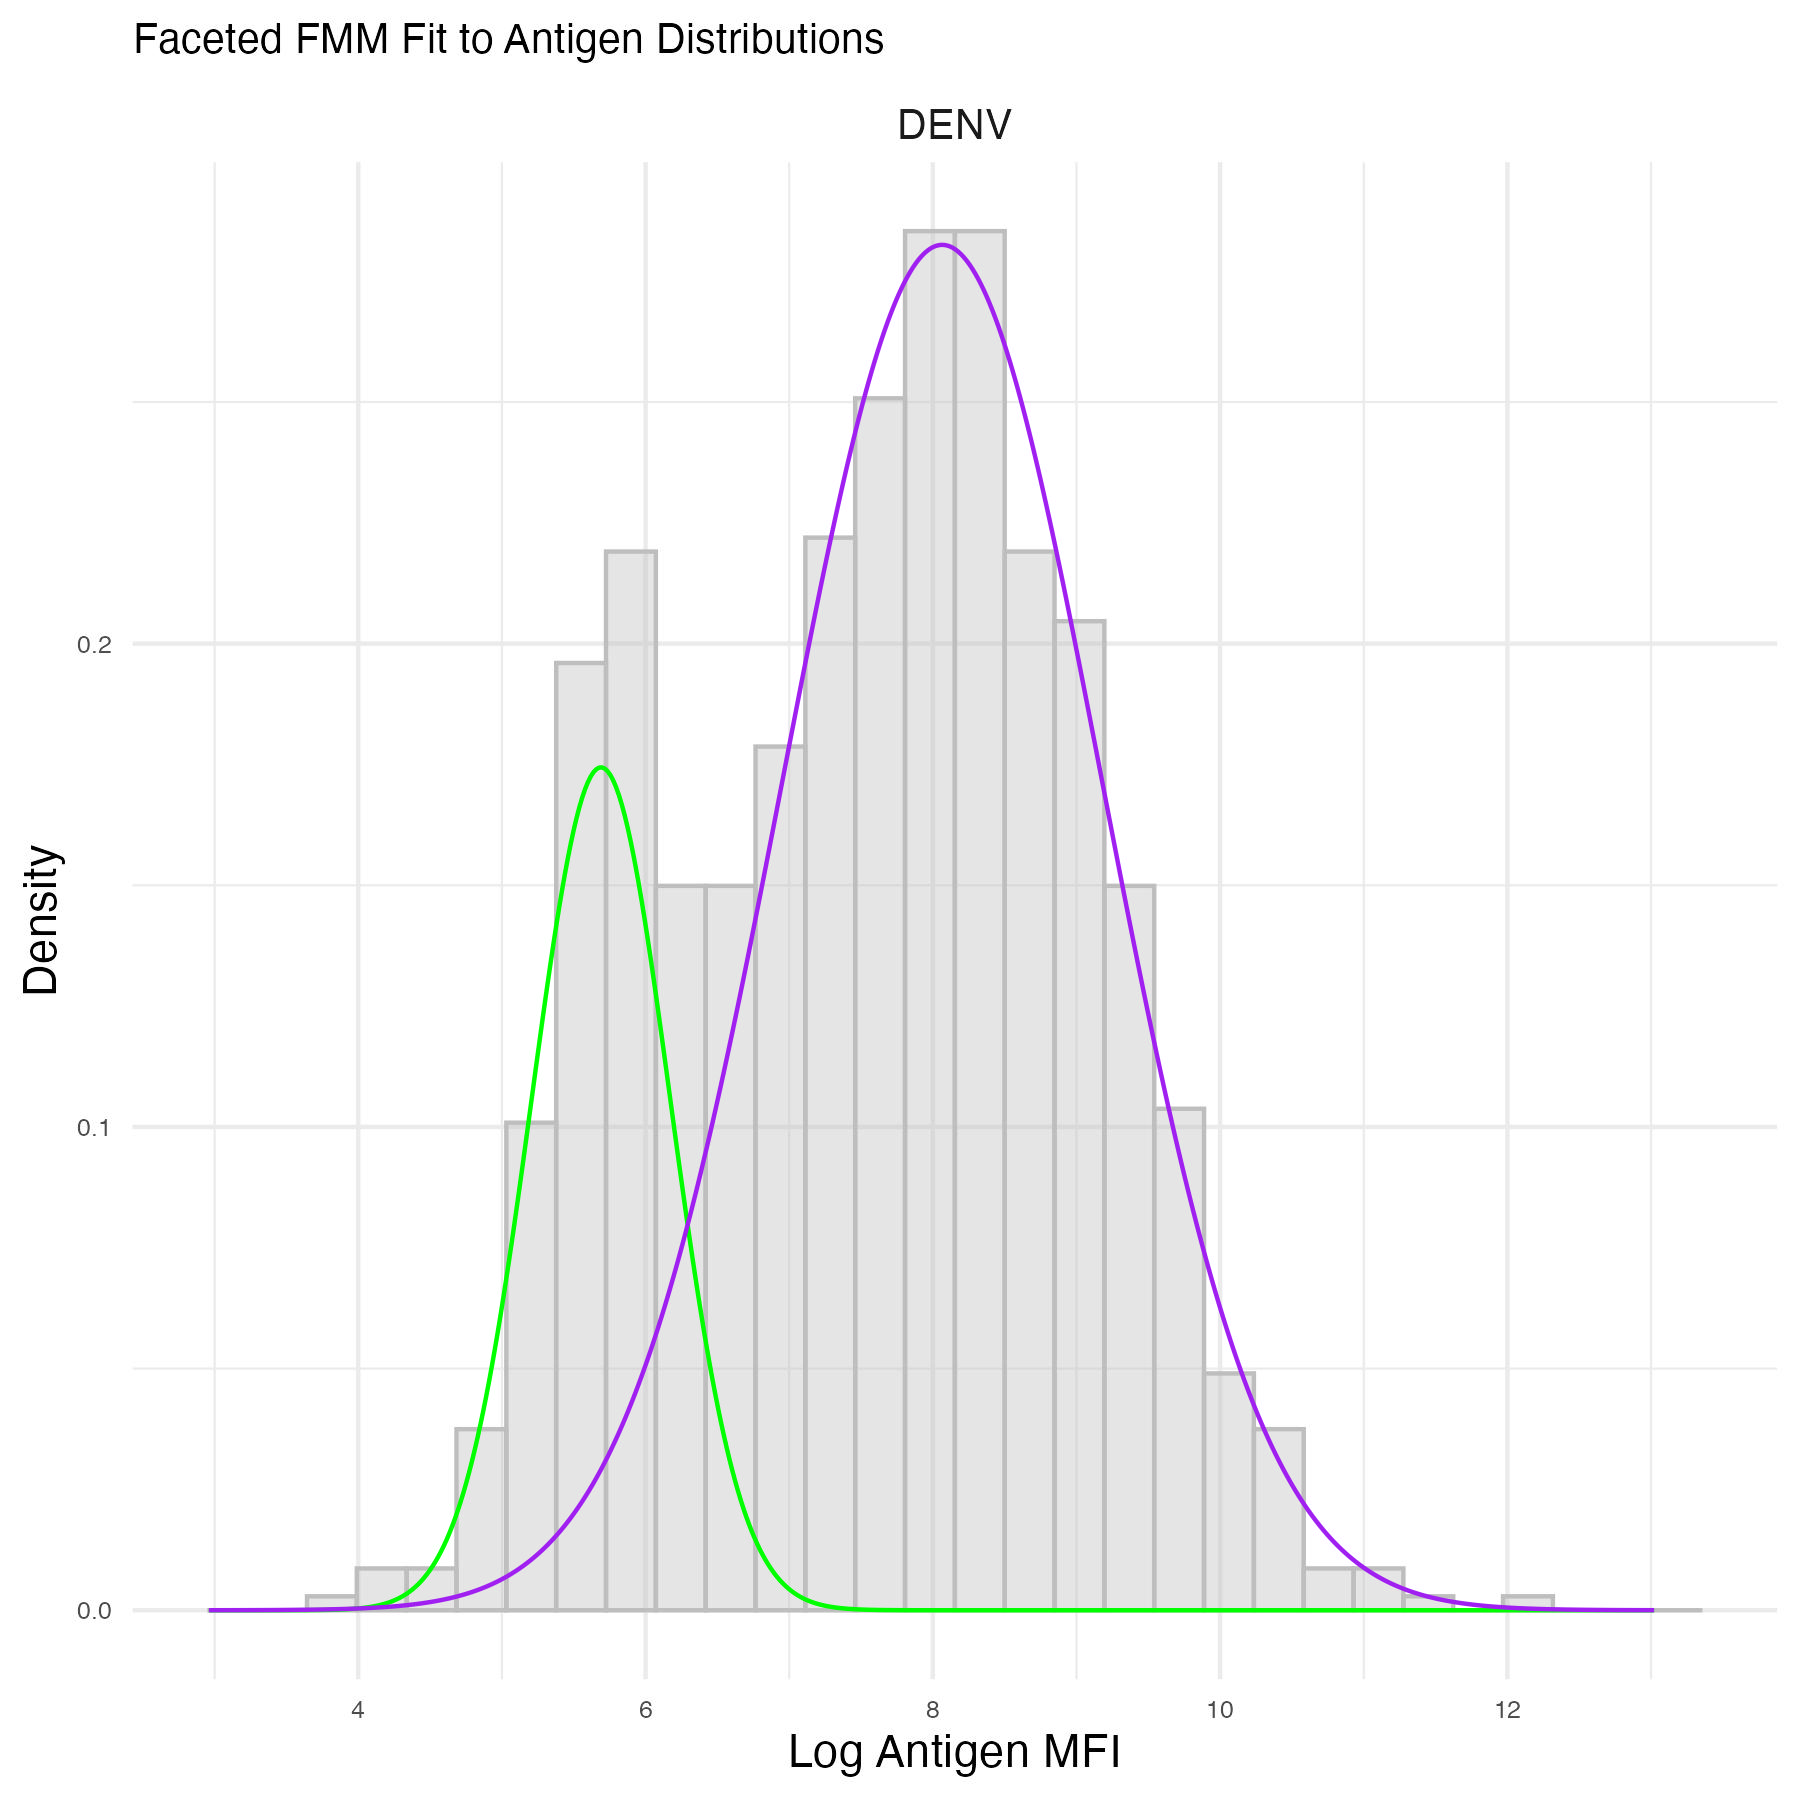 Faceted FMM Fit to Antigen Distributions
DENV
Density
0.2
0.1
0.0
4 6 8 10 12
Log Antigen MFI